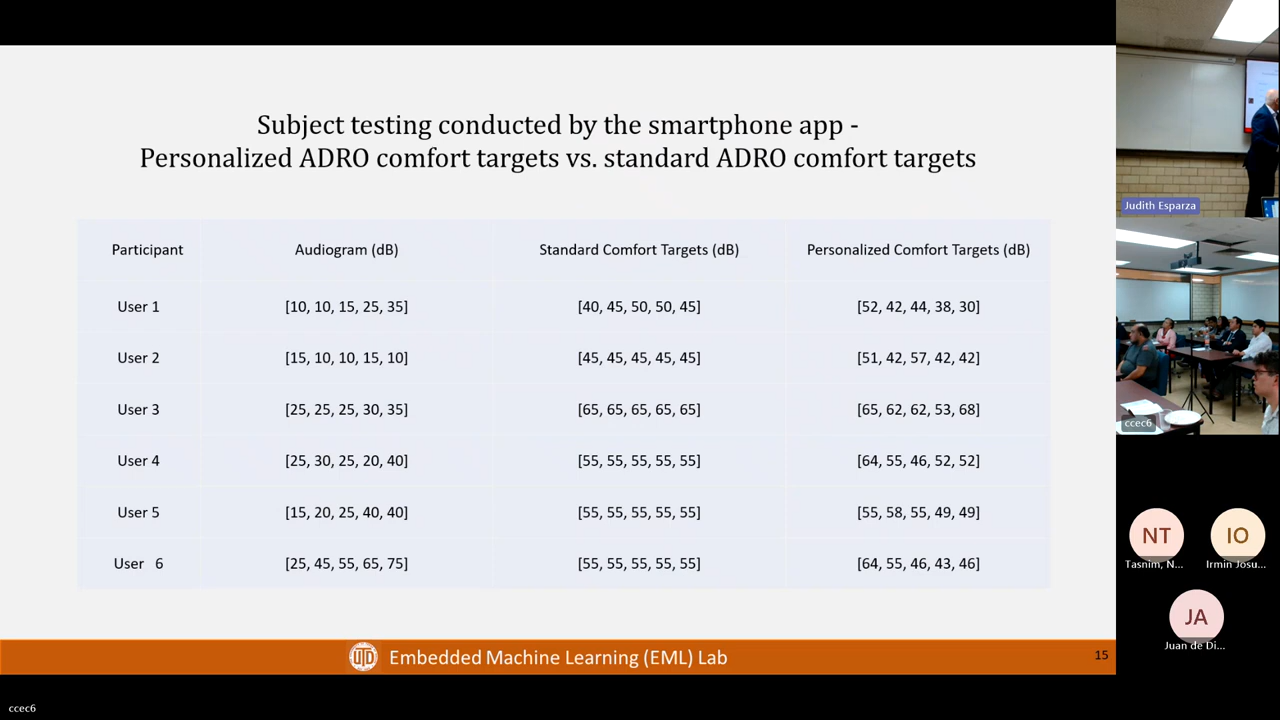 Subject testing conducted by the smartphone app -
Personalized ADRO comfort targets vs. standard ADRO comfort targets
Participant Audiogram (dB) Standard Comfort Targets (dB) Personalized Comfort Targets (dB)
User 1 [10, 10, 15, 25, 35] [40, 45, 50, 50, 45] [52, 42, 44, 38, 30]
User 2 [15, 10, 10, 15, 10] [45, 45, 45, 45, 45] [51, 42, 57, 42, 42]
User 3 [25, 25, 25, 30, 35] [65, 65, 65, 65, 65] [65, 62, 62, 53, 68]
User 4 [25, 30, 25, 20, 40] [55, 55, 55, 55, 55] [64, 55, 46, 52, 52]
User 5 [15, 20, 25, 40, 40] [55, 55, 55, 55, 55] [55, 58, 55, 49, 49]
User 6 [25, 45, 55, 65, 75] [55, 55, 55, 55, 55] [64, 55, 46, 43, 46]
UTD Embedded Machine Learning (EML) Lab 15
Judith Esparza
ccec6
NT IO
Tasnim, N... Irmin Josu...
JA
Juan de Di...
ccec6